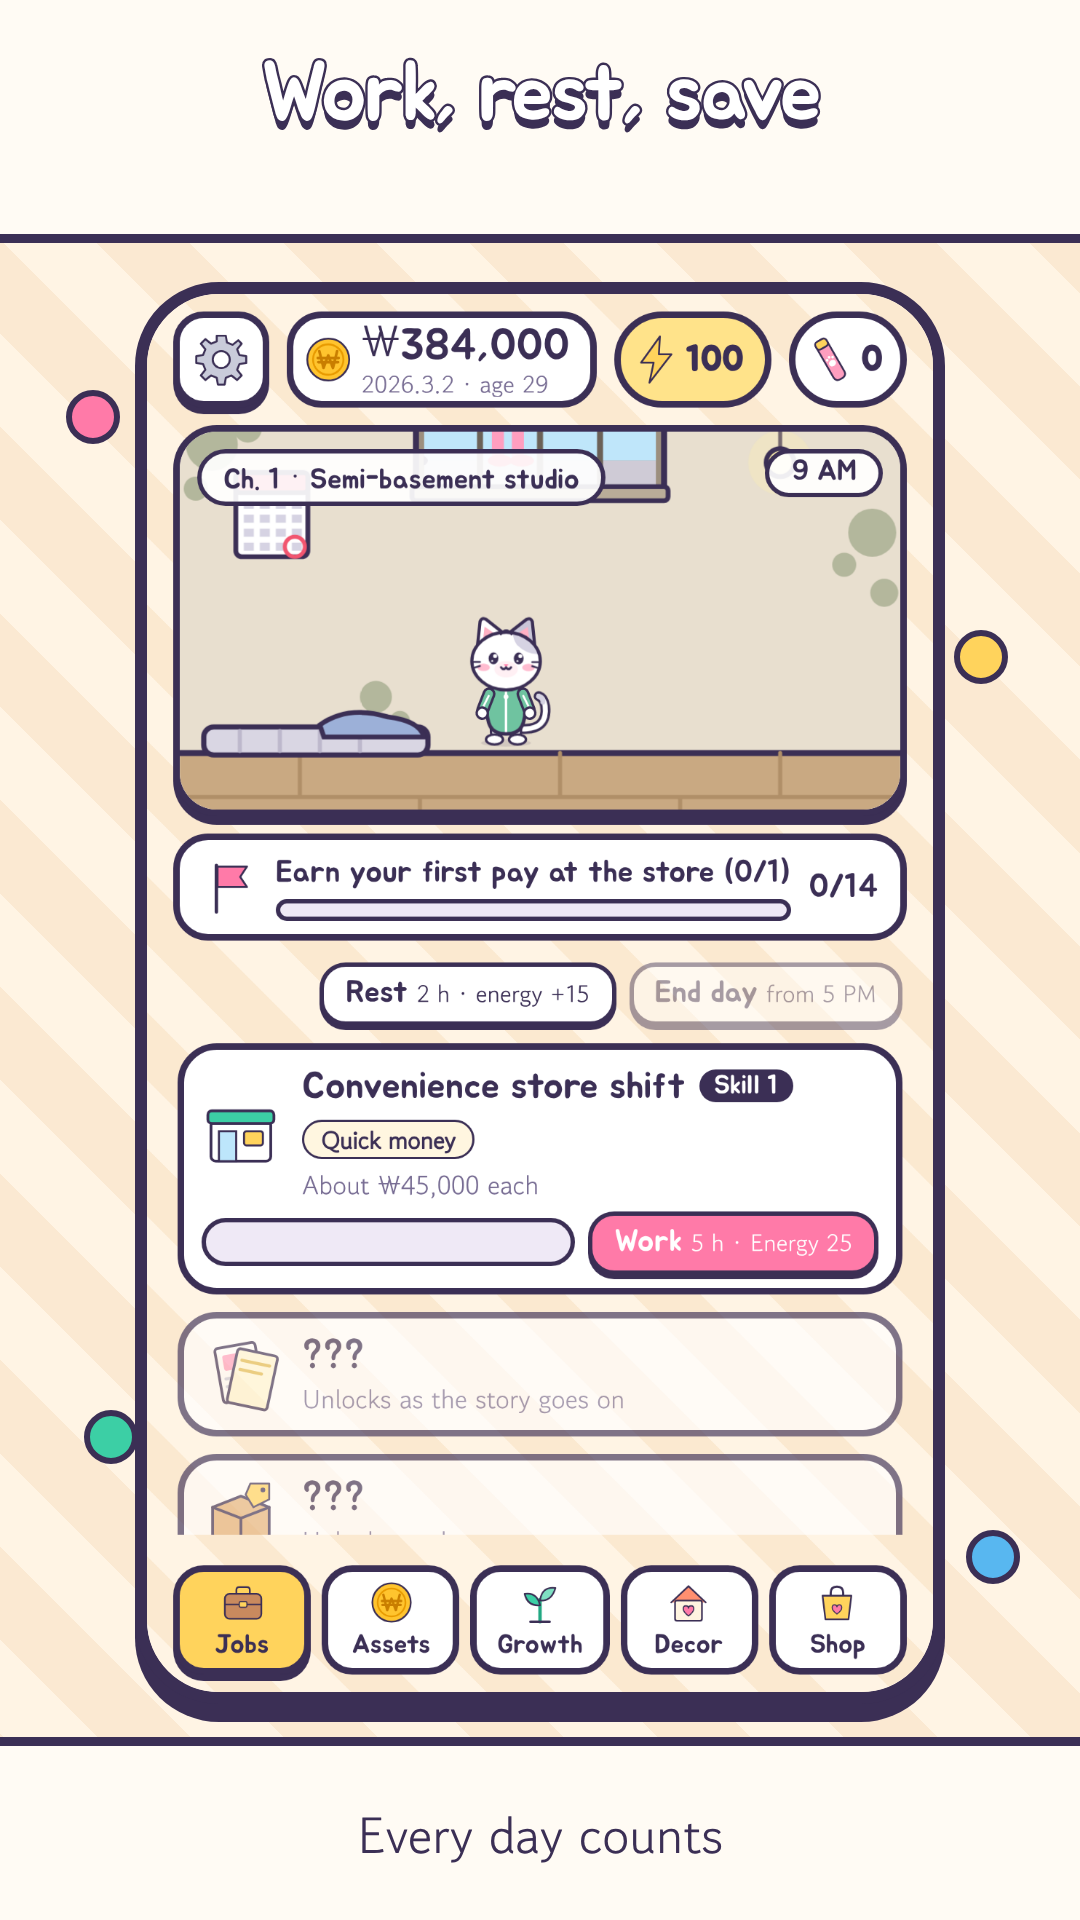 Work, rest, save
₩384,000
2026.3.2 · age 29
100
0
Ch. 1 · Semi-basement studio
9 AM
Earn your first pay at the store (0/1)
0/14
Rest 2 h · energy +15
End day from 5 PM
Convenience store shift Skill 1
Quick money
About ₩45,000 each
Work 5 h · Energy 25
???
Unlocks as the story goes on
???
Jobs
Assets
Growth
Decor
Shop
Every day counts